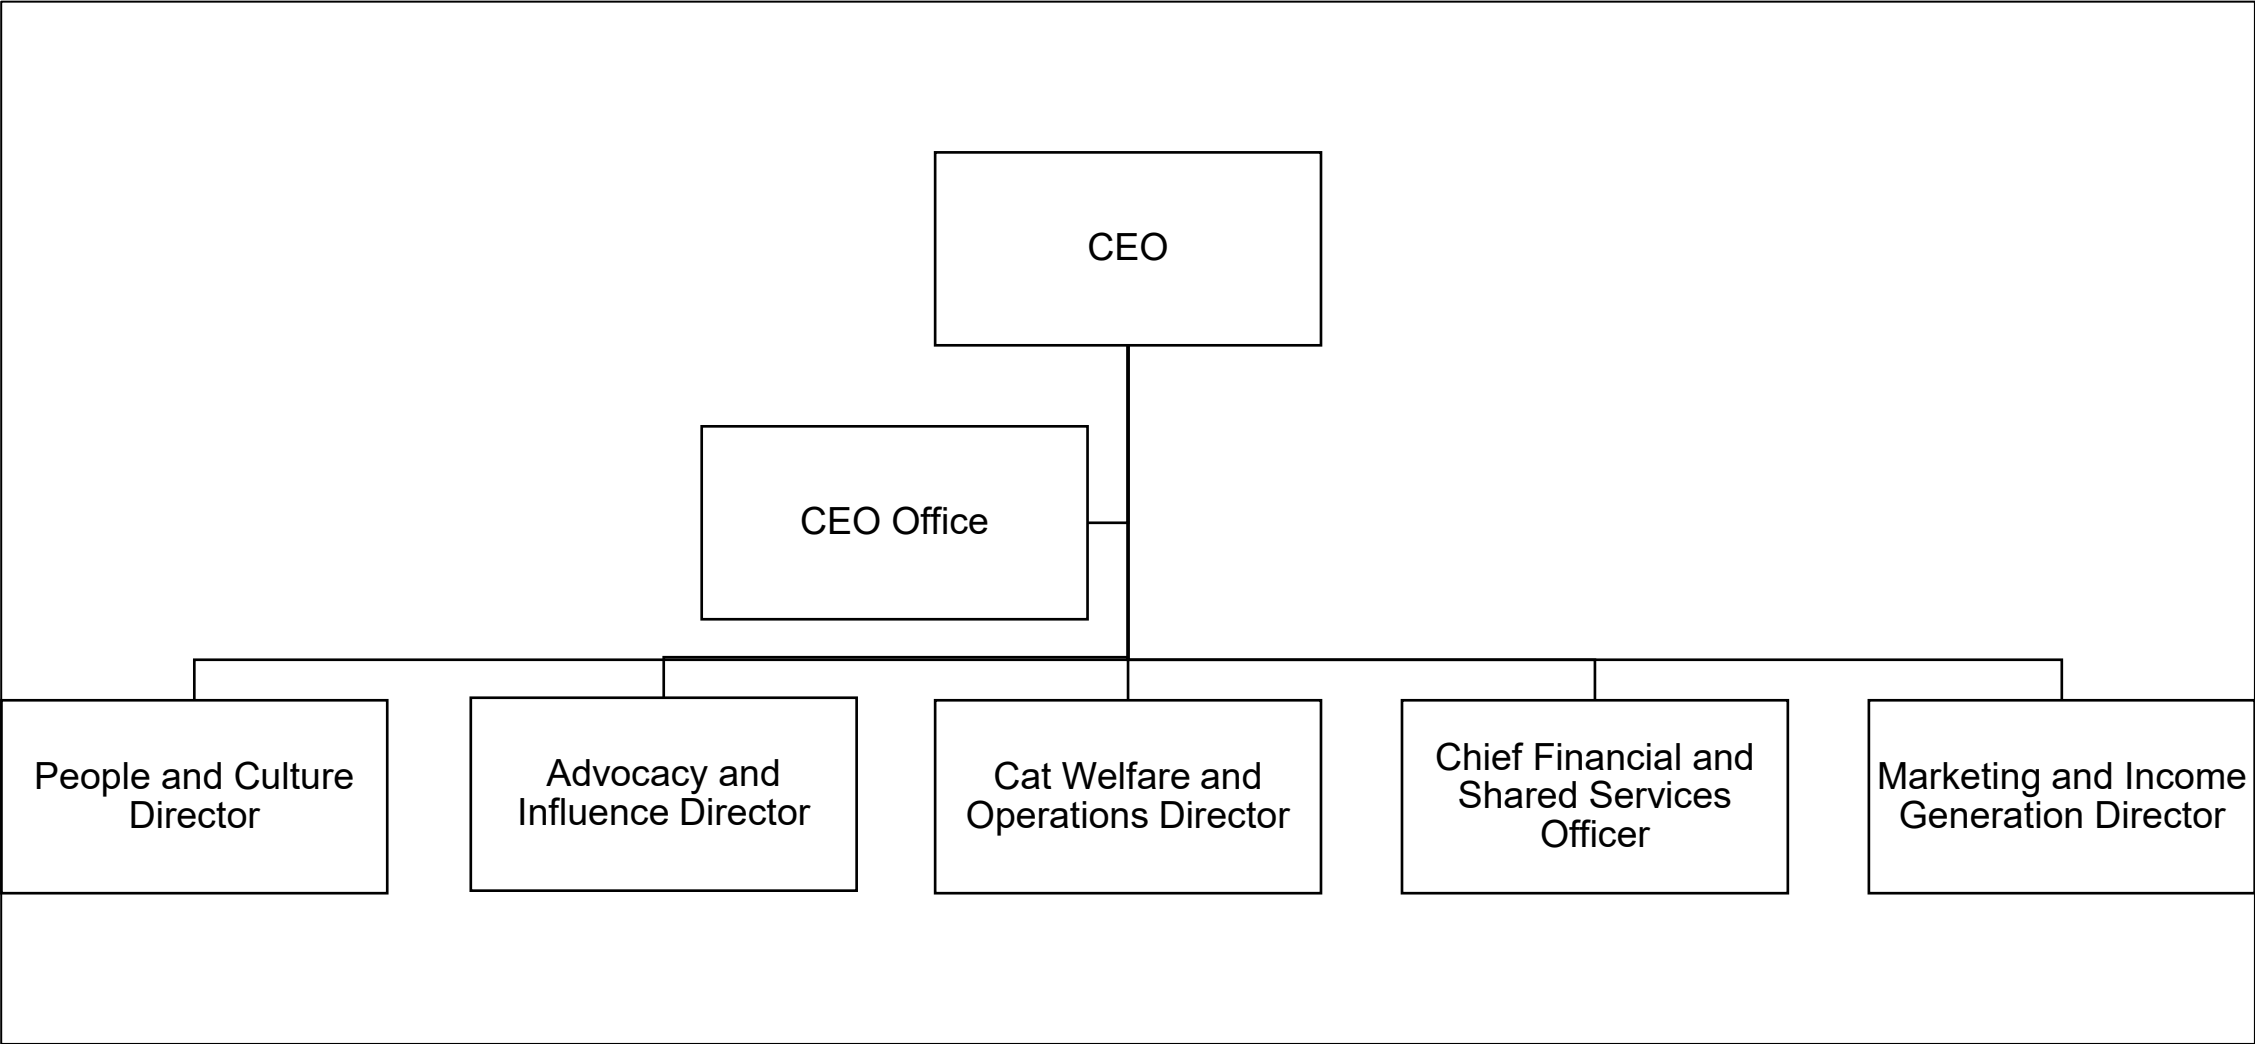 CEO
CEO Office
People and Culture
Director
Advocacy and
Influence Director
Cat Welfare and
Operations Director
Chief Financial and
Shared Services
Officer
Marketing and Income
Generation Director